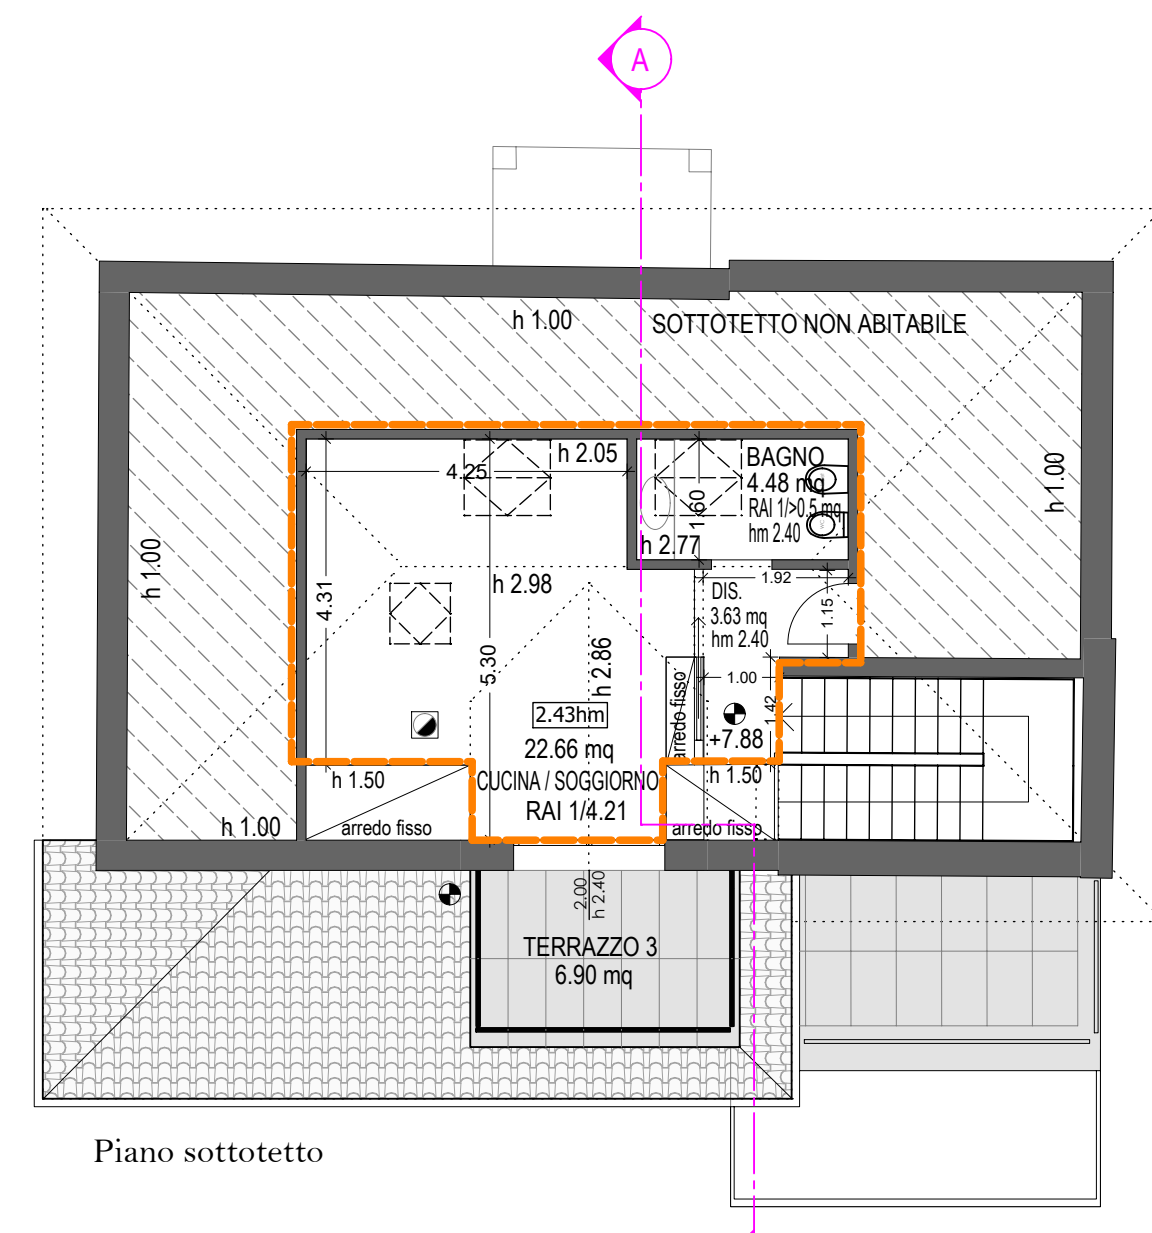 A
h 1.00
SOTTOTETTO NON ABITABILE
h 2.05
4.25
BAGNO
4.48 mq
RAI 1/>0.5 mq
hm 2.40
1.60
h 2.77
h 1.00
h 1.00
4.31
h 2.98
5.30
h 2.86
1.92
DIS.
3.63 mq
hm 2.40
1.15
1.00
arredo fisso
1.42
+7.88
2.43hm
22.66 mq
CUCINA / SOGGIORNO
RAI 1/4.21
h 1.50
h 1.50
h 1.00
arredo fisso
arredo fisso
2.00
h 2.40
TERRAZZO 3
6.90 mq
Piano sottotetto